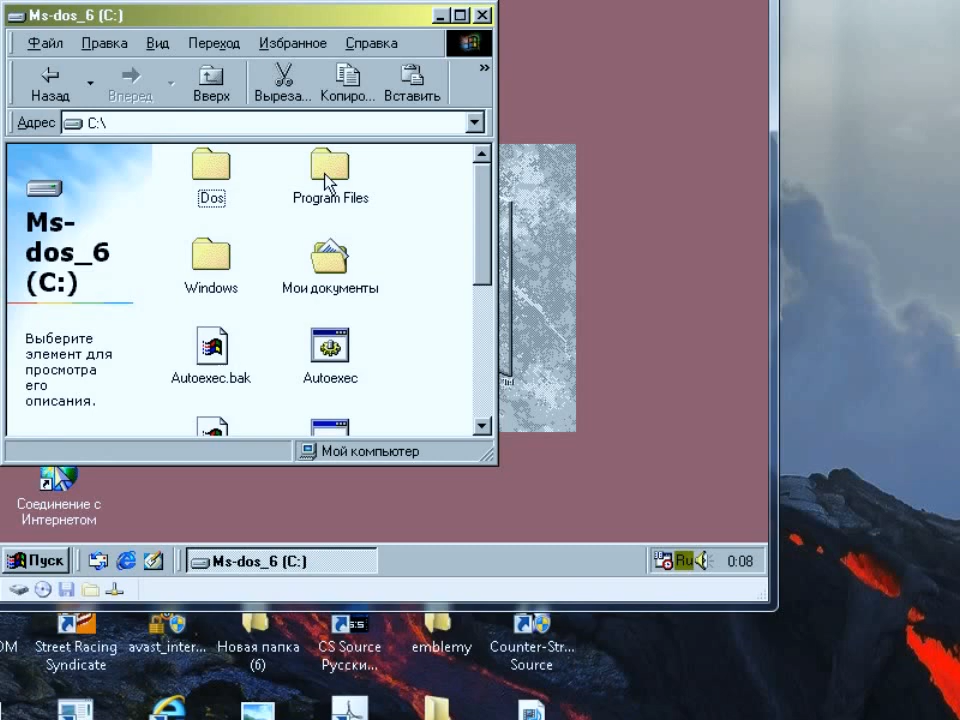 Ms-dos_6 (C:)
Файл Правка Вид Переход Избранное Справка
Назад Вперед Вверх Выреза... Копиро... Вставить »
Адрес C:\
Ms-
dos_6
(C:)
Выберите
элемент для
просмотра
его
описания.
Dos
Program Files
Windows
Мои документы
Autoexec.bak
Autoexec
Мой компьютер
Соединение с
Интернетом
Пуск Ms-dos_6 (C:) Ru 0:08
Street Racing
Syndicate
avast_inter...
Новая папка
(6)
CS Source
Русски...
emblemy
Counter-Str...
Source